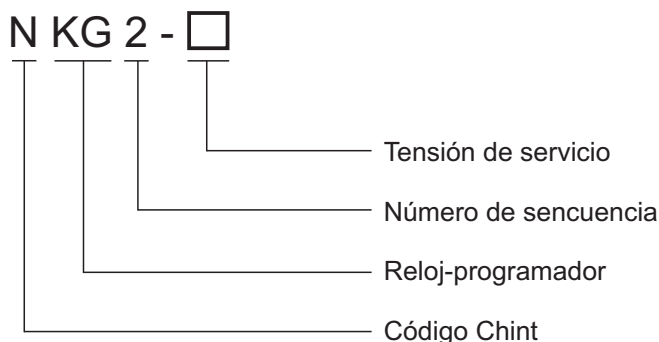 N KG 2 - □
Tensión de servicio
Número de sencuencia
Reloj-programador
Código Chint